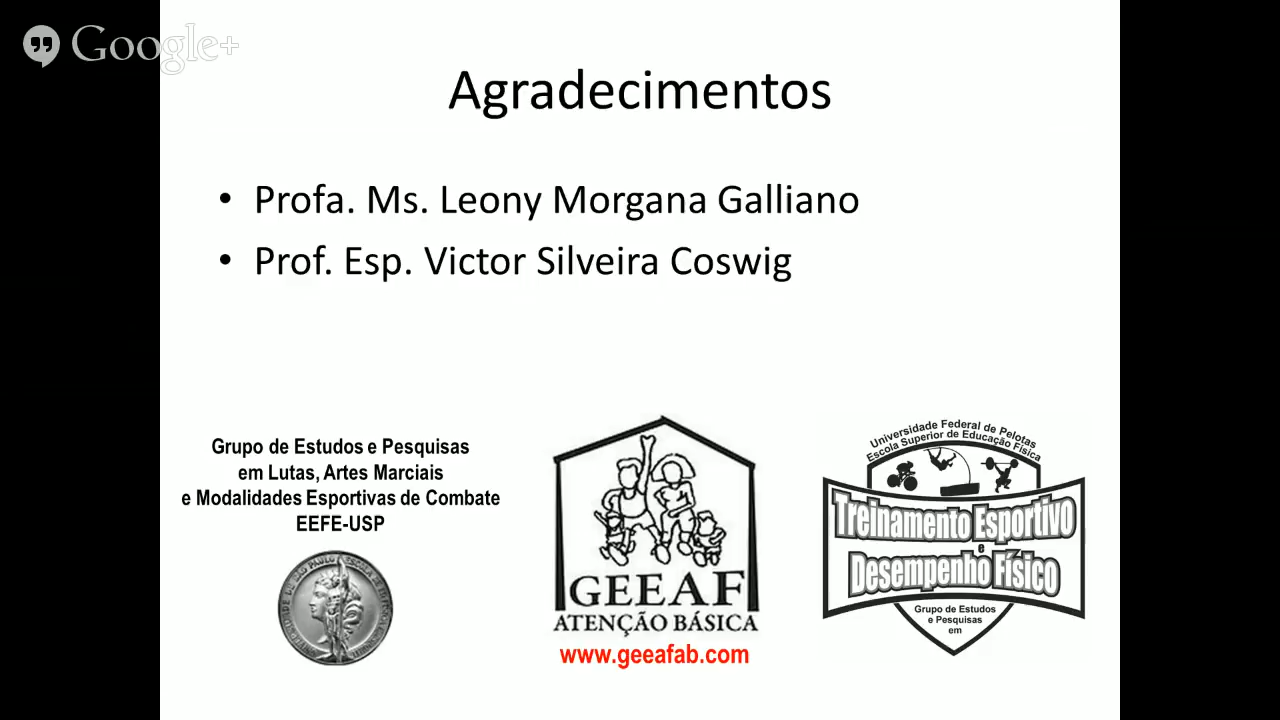 Google+
Agradecimentos
• Profa. Ms. Leony Morgana Galliano
• Prof. Esp. Victor Silveira Coswig
Grupo de Estudos e Pesquisas
em Lutas, Artes Marciais
e Modalidades Esportivas de Combate
EEFE-USP
GEEAF
ATENÇÃO BÁSICA
www.geeafab.com
Universidade Federal de Pelotas
Escola Superior de Educação Física
Treinamento Esportivo
e
Desempenho Físico
Grupo de Estudos
e Pesquisas
em